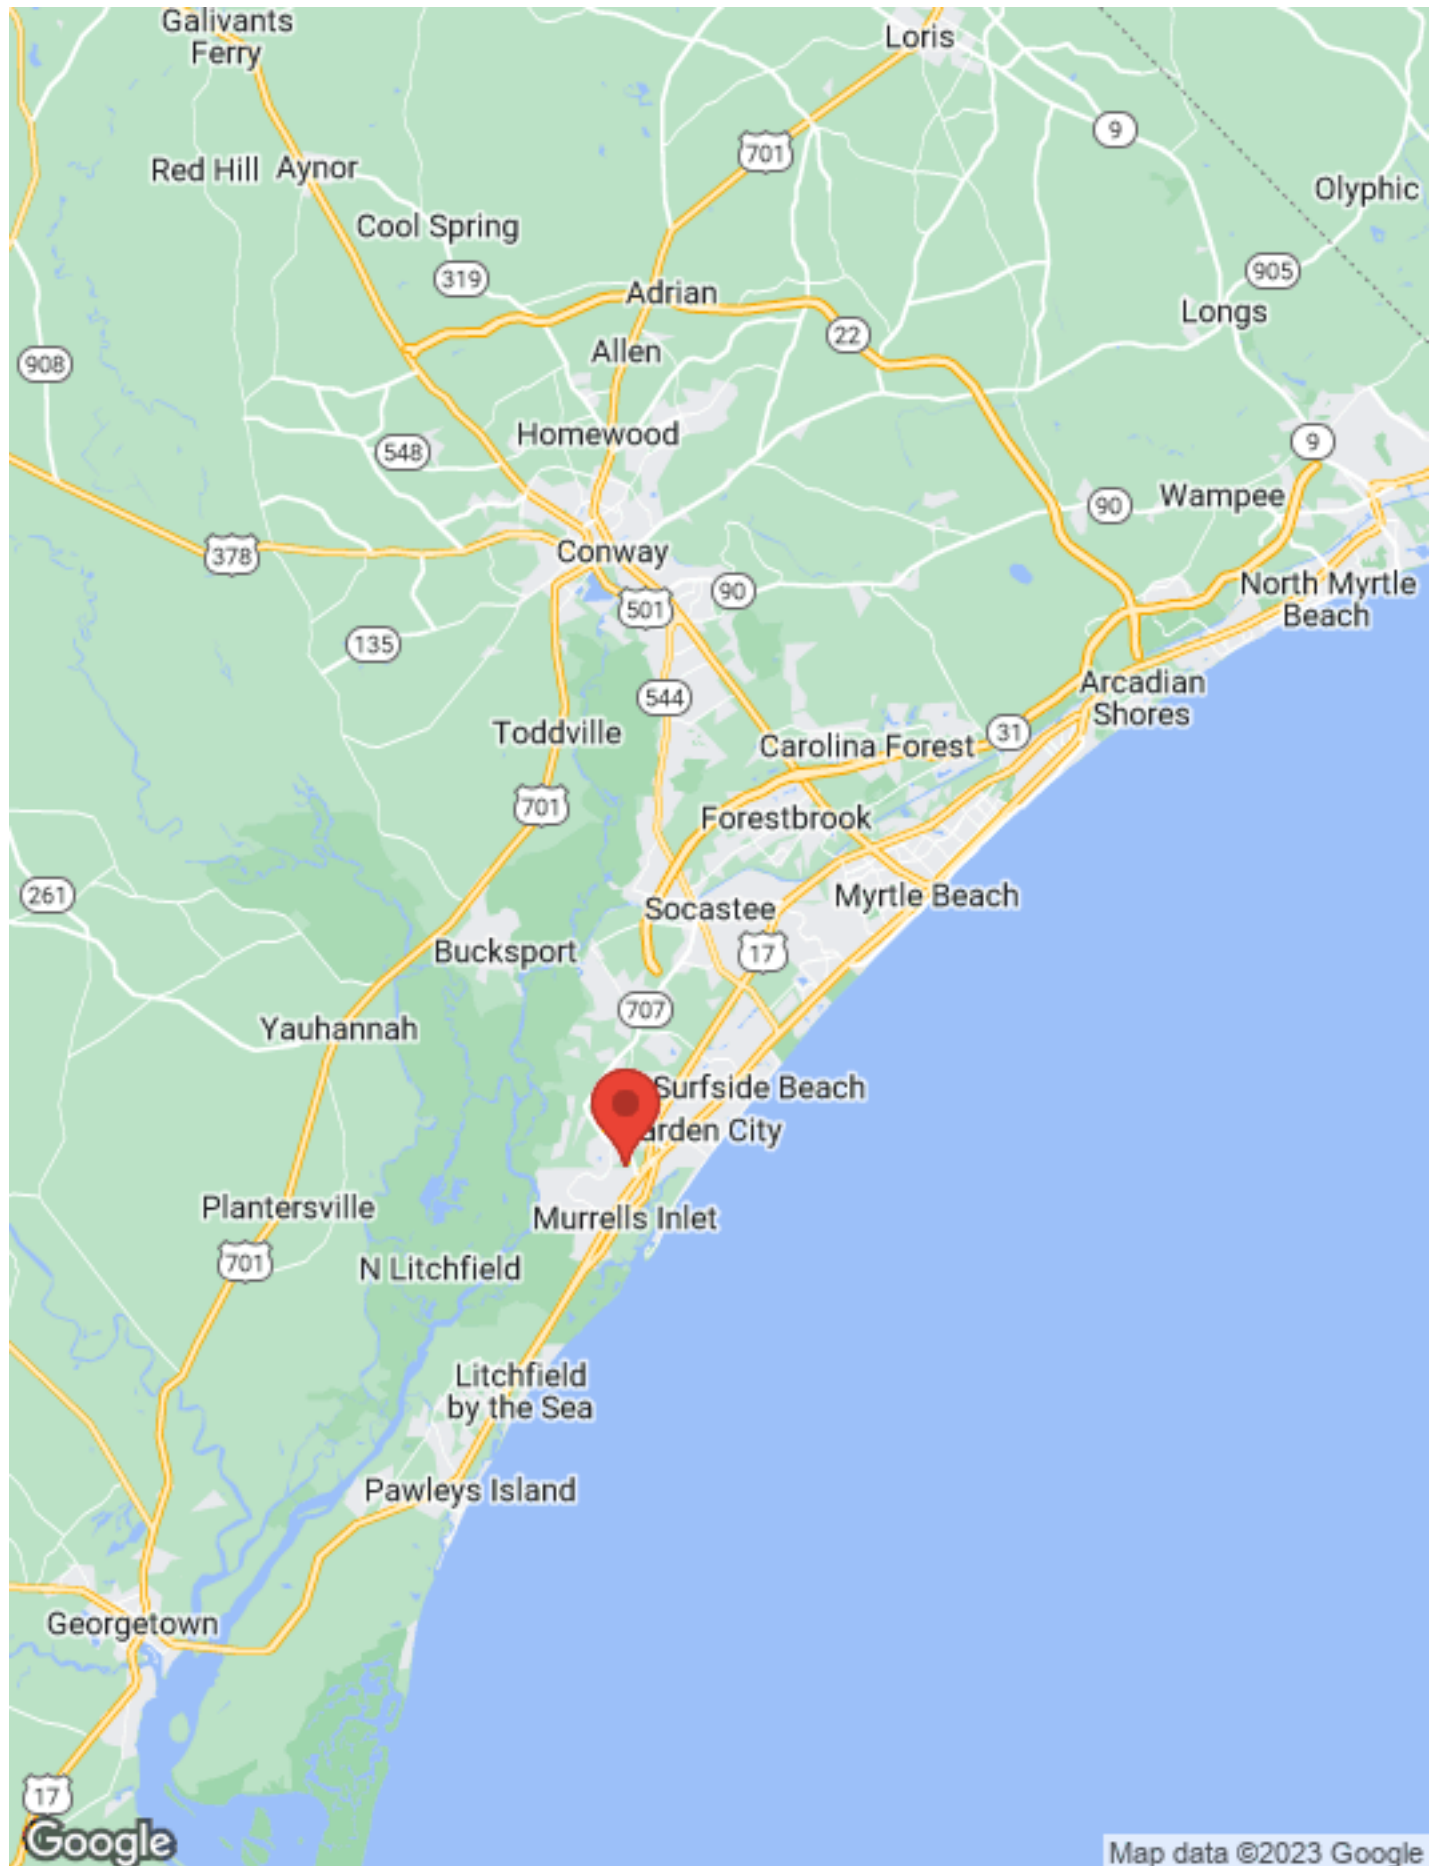 Galivants
Ferry
Loris
9
701
Red Hill
Aynor
Olyphic
Cool Spring
319
905
Adrian
Longs
22
Allen
908
Homewood
9
548
Wampee
90
Conway
378
North Myrtle
Beach
90
501
135
Arcadian
Shores
544
Toddville
31
Carolina Forest
701
Forestbrook
261
Myrtle Beach
Socastee
Bucksport
17
707
Yauhannah
Surfside Beach
arden City
Plantersville
Murrells Inlet
701
N Litchfield
Litchfield
by the Sea
Pawleys Island
Georgetown
17
Google
Map data ©2023 Google